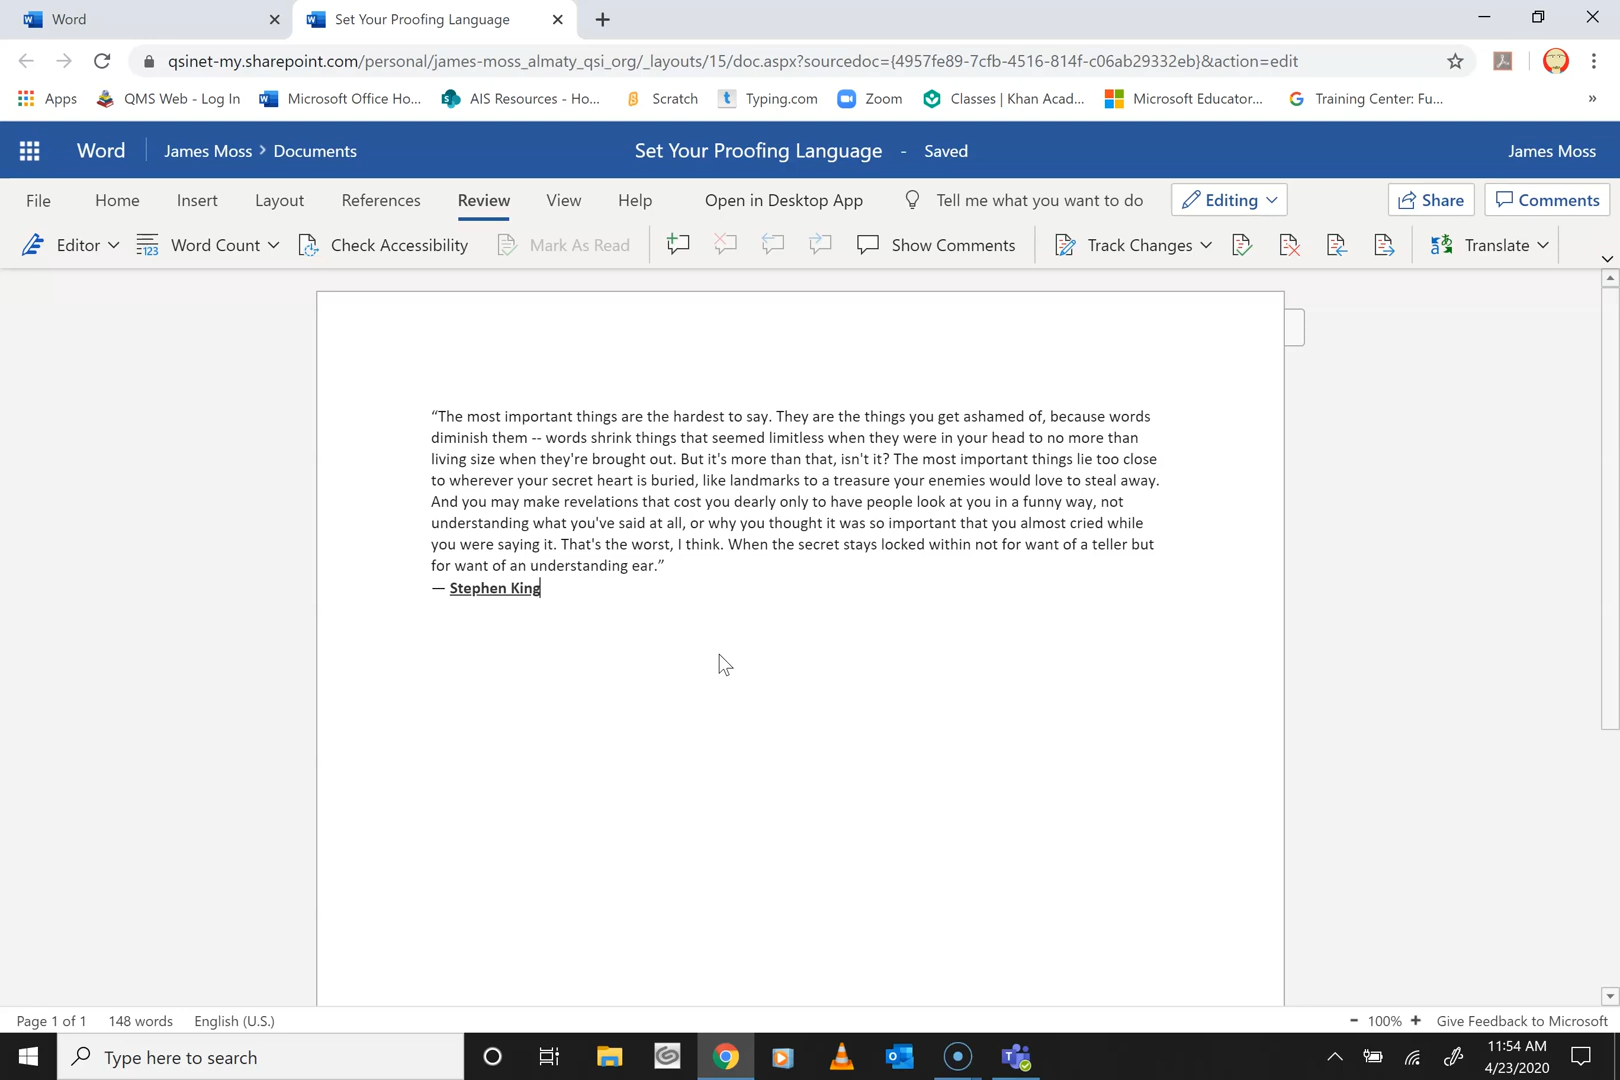 Word
Set Your Proofing Language
qsinet-my.sharepoint.com/personal/james-moss_almaty_qsi_org/_layouts/15/doc.aspx?sourcedoc={4957fe89-7cfb-4516-814f-c06ab29332eb}&action=edit
Apps QMS Web - Log In Microsoft Office Ho... AIS Resources - Ho... Scratch Typing.com Zoom Classes | Khan Acad... Microsoft Educator... Training Center: Fu... »
Word James Moss > Documents Set Your Proofing Language - Saved James Moss
File Home Insert Layout References Review View Help Open in Desktop App Tell me what you want to do Editing Share Comments
Editor Word Count Check Accessibility Mark As Read Show Comments Track Changes Translate
“The most important things are the hardest to say. They are the things you get ashamed of, because words
diminish them -- words shrink things that seemed limitless when they were in your head to no more than
living size when they're brought out. But it's more than that, isn't it? The most important things lie too close
to wherever your secret heart is buried, like landmarks to a treasure your enemies would love to steal away.
And you may make revelations that cost you dearly only to have people look at you in a funny way, not
understanding what you've said at all, or why you thought it was so important that you almost cried while
you were saying it. That's the worst, I think. When the secret stays locked within not for want of a teller but
for want of an understanding ear.”
— Stephen King
Page 1 of 1 148 words English (U.S.) - 100% + Give Feedback to Microsoft
Type here to search
11:54 AM
4/23/2020